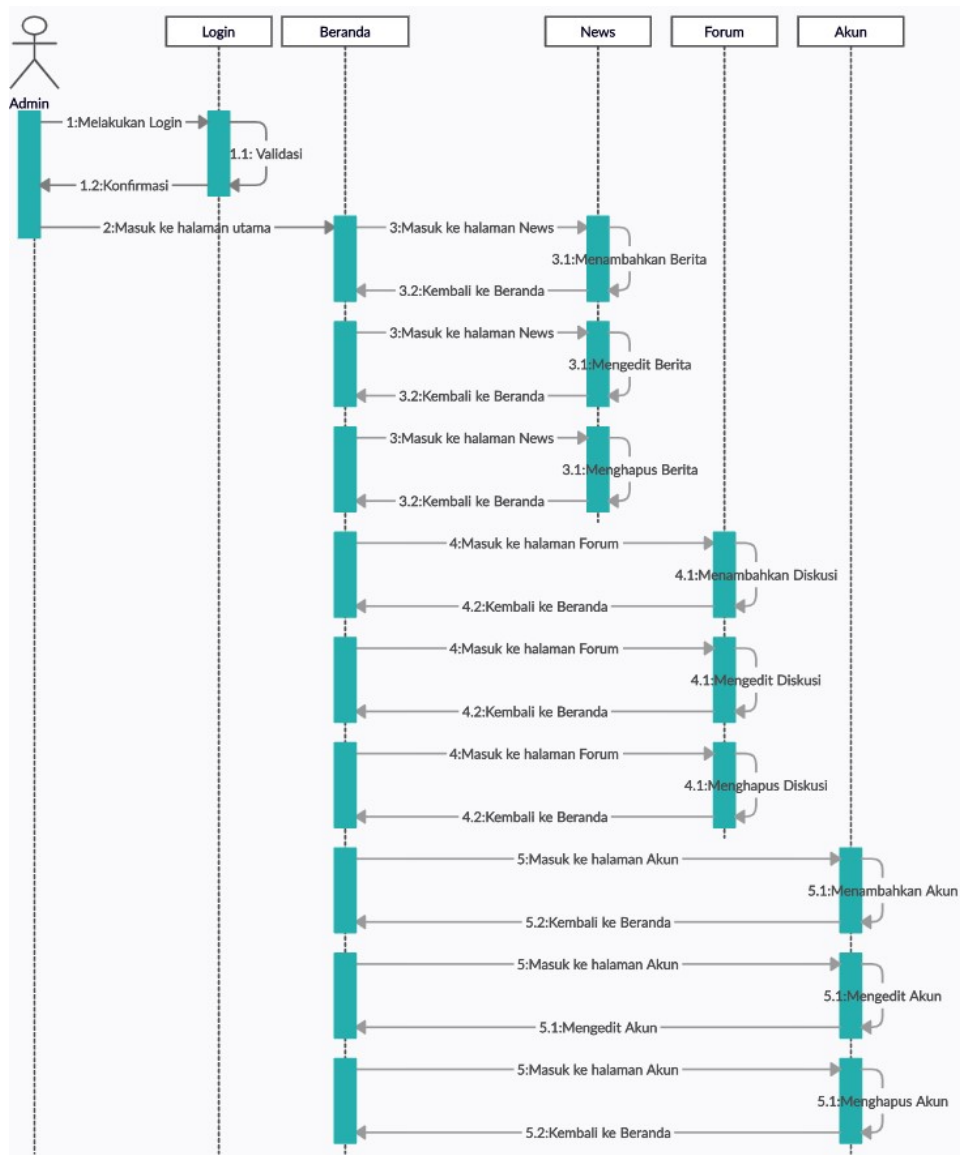 Login
Beranda
News
Forum
Akun
Admin
1:Melakukan Login
1.1: Validasi
1.2:Konfirmasi
2:Masuk ke halaman utama
3:Masuk ke halaman News
3.1:Menambahkan Berita
3.2:Kembali ke Beranda
3:Masuk ke halaman News
3.1:Mengedit Berita
3.2:Kembali ke Beranda
3:Masuk ke halaman News
3.1:Menghapus Berita
3.2:Kembali ke Beranda
4:Masuk ke halaman Forum
4.1:Menambahkan Diskusi
4.2:Kembali ke Beranda
4:Masuk ke halaman Forum
4.1:Mengedit Diskusi
4.2:Kembali ke Beranda
4:Masuk ke halaman Forum
4.1:Menghapus Diskusi
4.2:Kembali ke Beranda
5:Masuk ke halaman Akun
5.1:Menambahkan Akun
5.2:Kembali ke Beranda
5:Masuk ke halaman Akun
5.1:Mengedit Akun
5.1:Mengedit Akun
5:Masuk ke halaman Akun
5.1:Menghapus Akun
5.2:Kembali ke Beranda